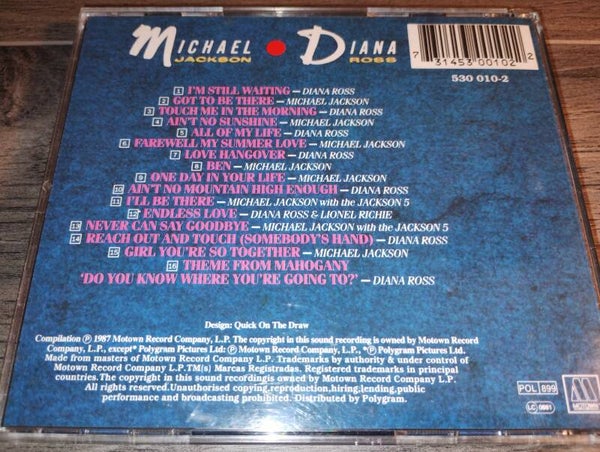 MICHAEL JACKSON • DIANA ROSS
7 31453 00102 2
530 010-2
1 I'M STILL WAITING – DIANA ROSS
2 GOT TO BE THERE – MICHAEL JACKSON
3 TOUCH ME IN THE MORNING – DIANA ROSS
4 AIN'T NO SUNSHINE – MICHAEL JACKSON
5 ALL OF MY LIFE – DIANA ROSS
6 FAREWELL MY SUMMER LOVE – MICHAEL JACKSON
7 LOVE HANGOVER – DIANA ROSS
8 BEN – MICHAEL JACKSON
9 ONE DAY IN YOUR LIFE – MICHAEL JACKSON
10 AIN'T NO MOUNTAIN HIGH ENOUGH – DIANA ROSS
11 I'LL BE THERE – MICHAEL JACKSON with the JACKSON 5
12 ENDLESS LOVE – DIANA ROSS & LIONEL RICHIE
13 NEVER CAN SAY GOODBYE – MICHAEL JACKSON with the JACKSON 5
14 REACH OUT AND TOUCH (SOMEBODY'S HAND) – DIANA ROSS
15 GIRL YOU'RE SO TOGETHER – MICHAEL JACKSON
16 THEME FROM MAHOGANY
'DO YOU KNOW WHERE YOU'RE GOING TO?' – DIANA ROSS
Design: Quick On The Draw
Compilation ℗ 1987 Motown Record Company, L.P. The copyright in this sound recording is owned by Motown Record
Company, L.P., except* Polygram Pictures Ltd: ℗ Motown Record Company, L.P., *℗ Polygram Pictures Ltd.
Made from masters of Motown Company L.P. Trademarks by authority & under control of
Motown Record Company L.P.TM(s) Marcas Registradas. Registered trademarks in principal
countries.The copyright in this sound recordingis owned by Motown Record Company L.P.
All rights reserved.Unauthorised copying,reproduction,hiring,lending,public
performance and broadcasting prohibited. Distributed by Polygram.
POL 899
LC 0061
M
MOTOWN